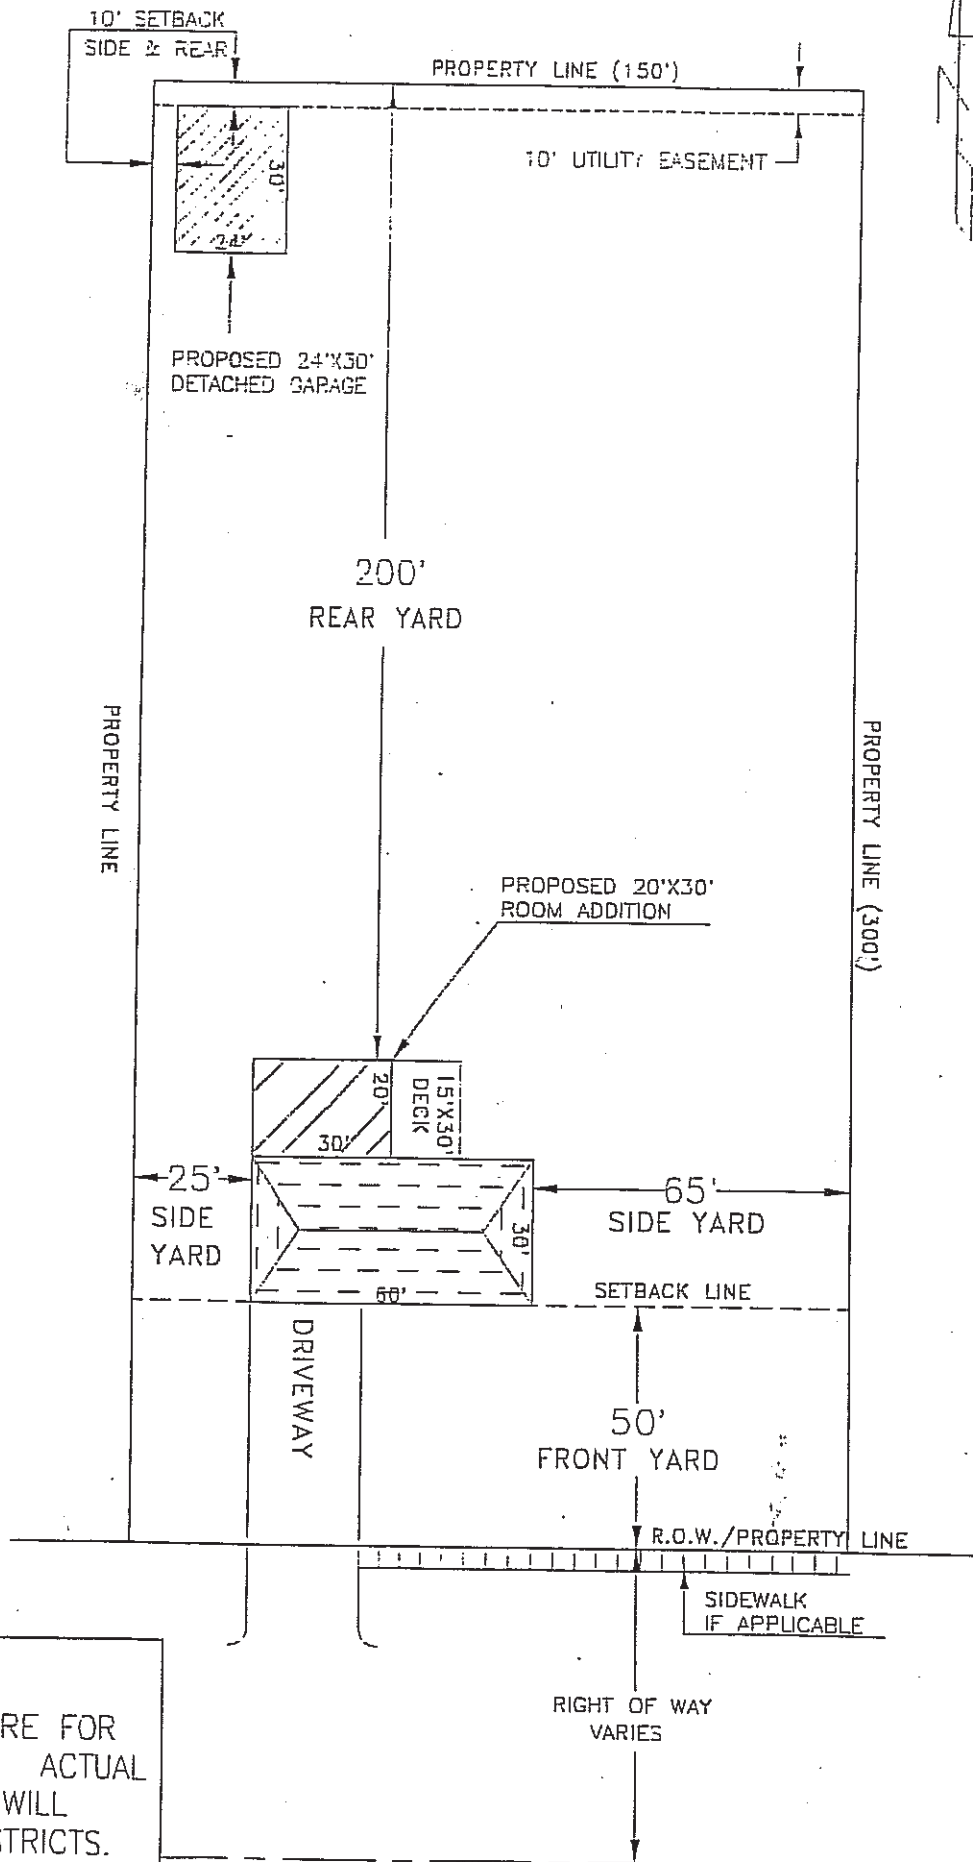 10' SETBACK
SIDE & REAR
PROPERTY LINE (150')
10' UTILITY EASEMENT
30'
24'
PROPOSED 24'X30'
DETACHED GARAGE
200'
REAR YARD
PROPERTY LINE
PROPERTY LINE (300')
PROPOSED 20'X30'
ROOM ADDITION
20'
30'
15'X30'
DECK
25'
SIDE
YARD
65'
SIDE YARD
30'
60'
SETBACK LINE
DRIVEWAY
50'
FRONT YARD
R.O.W./PROPERTY LINE
SIDEWALK
IF APPLICABLE
RIGHT OF WAY
VARIES
RE FOR
ACTUAL
WILL
STRICTS.